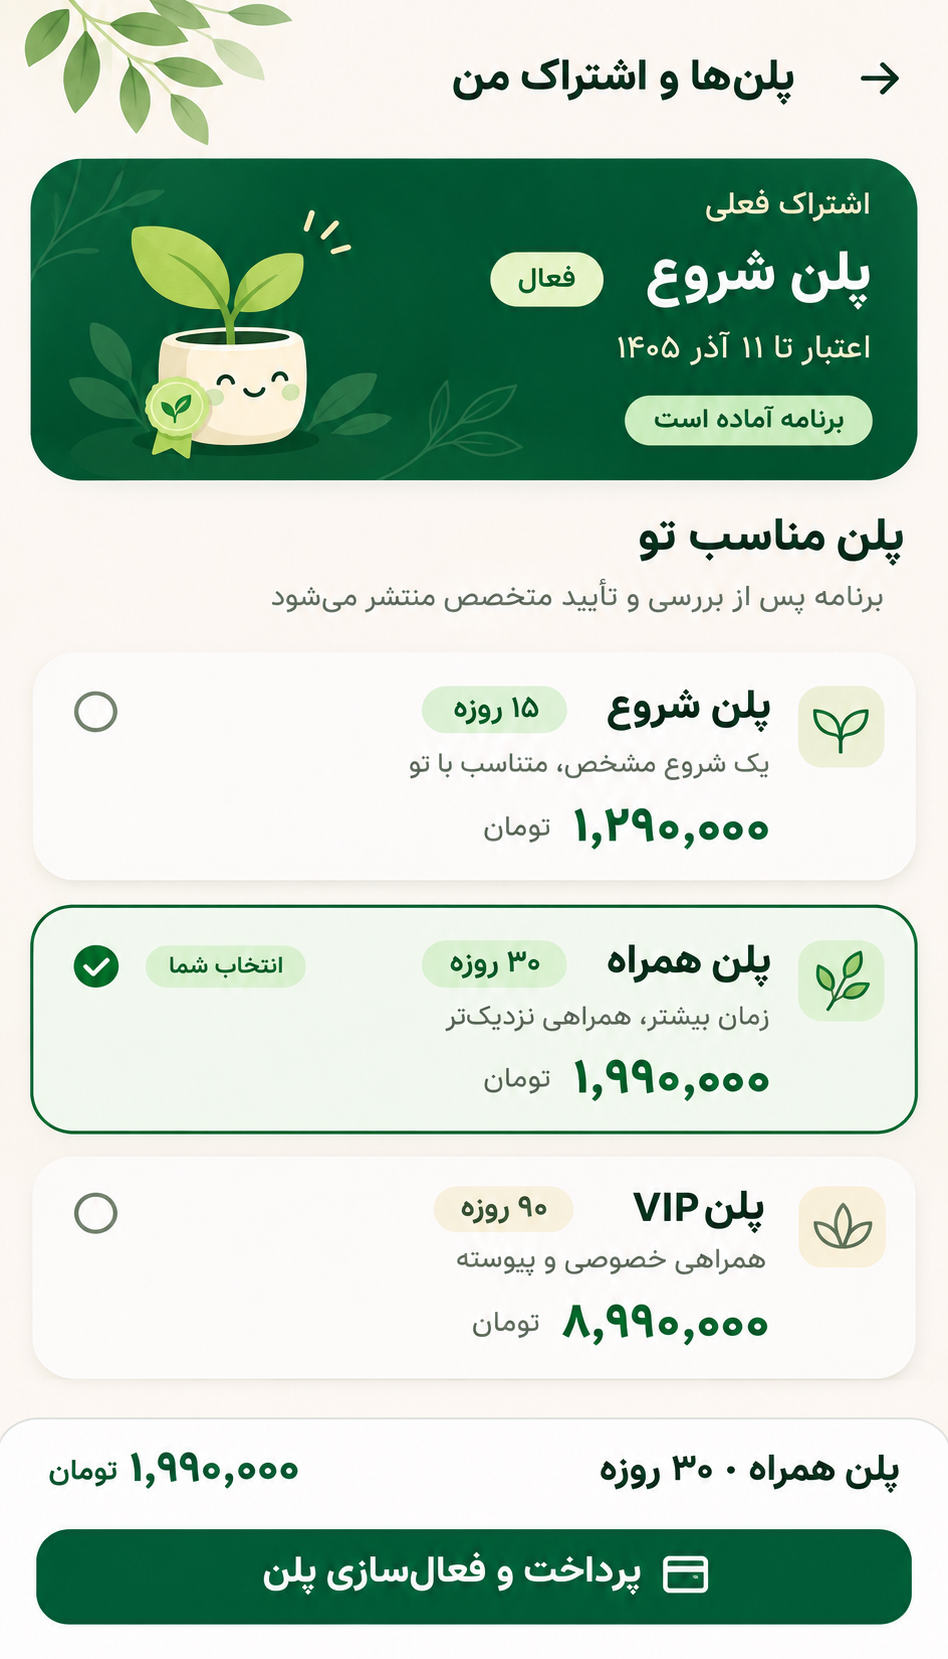 پلن‌ها و اشتراک من
اشتراک فعلی
پلن شروع
فعال
اعتبار تا ۱۱ آذر ۱۴۰۵
برنامه آماده است
پلن مناسب تو
برنامه پس از بررسی و تأیید متخصص منتشر می‌شود
پلن شروع
۱۵ روزه
یک شروع مشخص، متناسب با تو
۱,۲۹۰,۰۰۰ تومان
پلن همراه
۳۰ روزه
انتخاب شما
زمان بیشتر، همراهی نزدیک‌تر
۱,۹۹۰,۰۰۰ تومان
پلن VIP
۹۰ روزه
همراهی خصوصی و پیوسته
۸,۹۹۰,۰۰۰ تومان
پلن همراه • ۳۰ روزه
۱,۹۹۰,۰۰۰ تومان
پرداخت و فعال‌سازی پلن